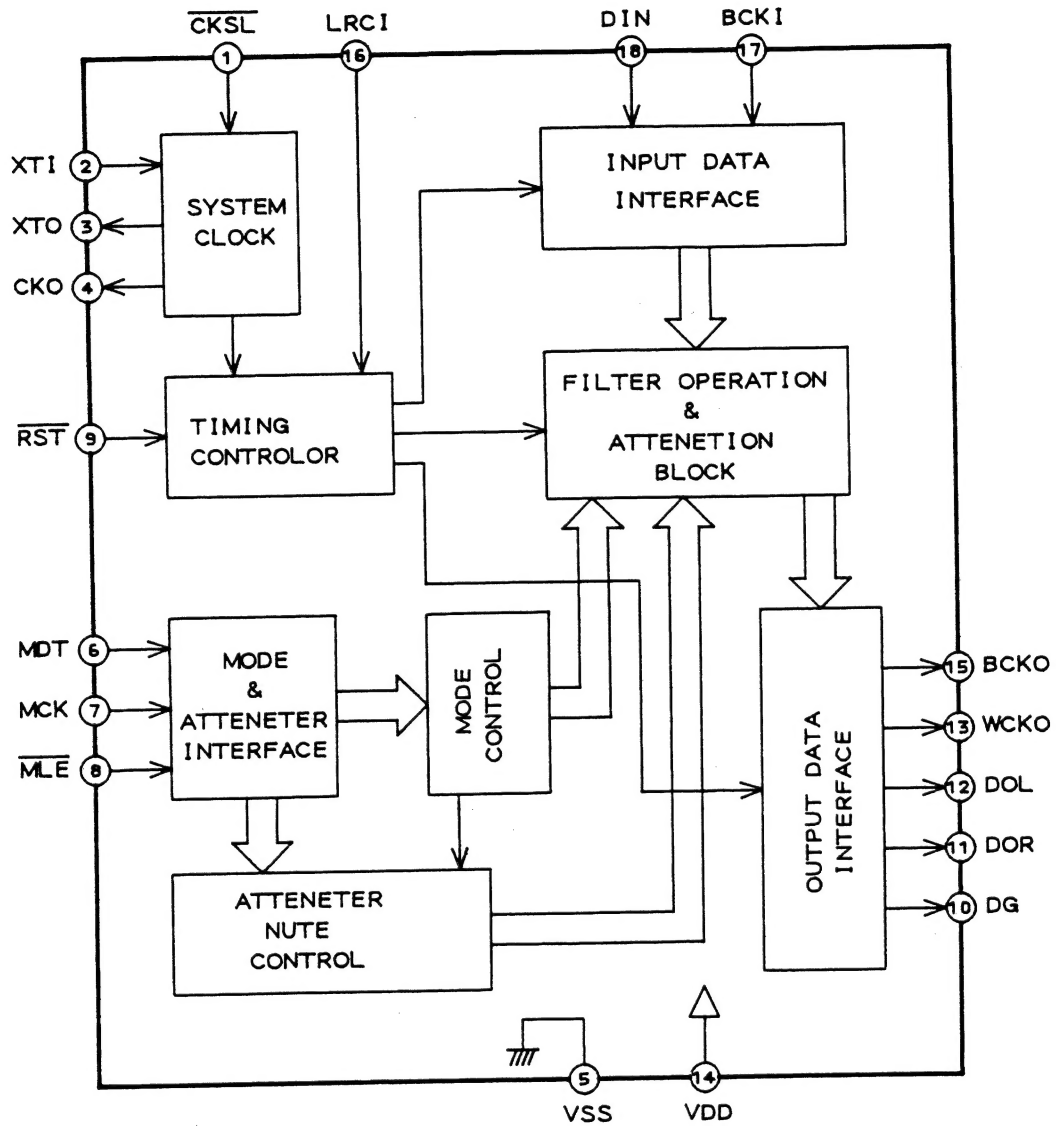 CKSL LRCI DIN BCKI
1 16 18 17
XTI 2
XTO 3
CKO 4
SYSTEM
CLOCK
INPUT DATA
INTERFACE
RST 9
TIMING
CONTROLOR
FILTER OPERATION
&
ATTENETION
BLOCK
MDT 6
MCK 7
MLE 8
MODE
&
ATTENETER
INTERFACE
MODE
CONTROL
ATTENETER
NUTE
CONTROL
OUTPUT DATA
INTERFACE
15 BCKO
13 WCKO
12 DOL
11 DOR
10 DG
5 14
VSS VDD